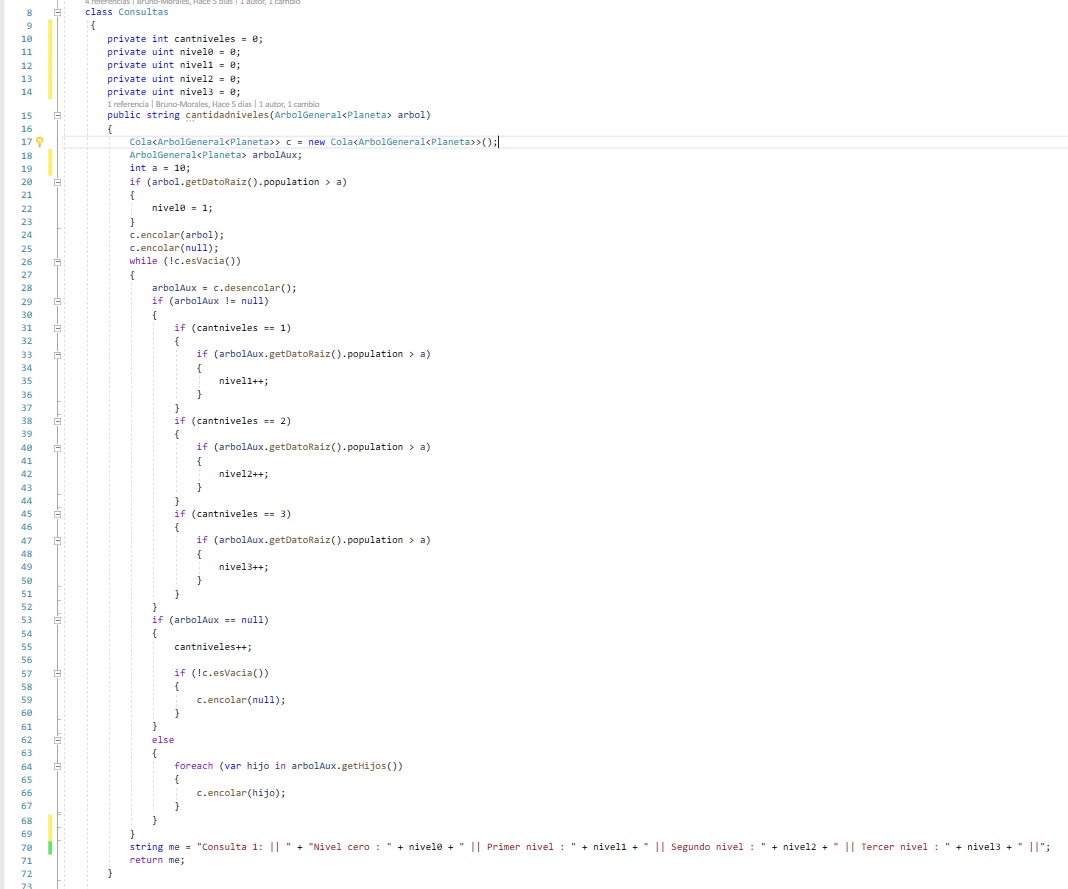 4 referencias | Bruno-Morales, Hace 5 días | 1 autor, 1 cambio
8 class Consultas
9 {
10 private int cantniveles = 0;
11 private uint nivel0 = 0;
12 private uint nivel1 = 0;
13 private uint nivel2 = 0;
14 private uint nivel3 = 0;
1 referencia | Bruno-Morales, Hace 5 días | 1 autor, 1 cambio
15 public string cantidadniveles(ArbolGeneral<Planeta> arbol)
16 {
17 Cola<ArbolGeneral<Planeta>> c = new Cola<ArbolGeneral<Planeta>>();
18 ArbolGeneral<Planeta> arbolAux;
19 int a = 10;
20 if (arbol.getDatoRaiz().population > a)
21 {
22 nivel0 = 1;
23 }
24 c.encolar(arbol);
25 c.encolar(null);
26 while (!c.esVacia())
27 {
28 arbolAux = c.desencolar();
29 if (arbolAux != null)
30 {
31 if (cantniveles == 1)
32 {
33 if (arbolAux.getDatoRaiz().population > a)
34 {
35 nivel1++;
36 }
37 }
38 if (cantniveles == 2)
39 {
40 if (arbolAux.getDatoRaiz().population > a)
41 {
42 nivel2++;
43 }
44 }
45 if (cantniveles == 3)
46 {
47 if (arbolAux.getDatoRaiz().population > a)
48 {
49 nivel3++;
50 }
51 }
52 }
53 if (arbolAux == null)
54 {
55 cantniveles++;
56
57 if (!c.esVacia())
58 {
59 c.encolar(null);
60 }
61 }
62 else
63 {
64 foreach (var hijo in arbolAux.getHijos())
65 {
66 c.encolar(hijo);
67 }
68 }
69 }
70 string me = "Consulta 1: || " + "Nivel cero : " + nivel0 + " || Primer nivel : " + nivel1 + " || Segundo nivel : " + nivel2 + " || Tercer nivel : " + nivel3 + " ||";
71 return me;
72 }
73